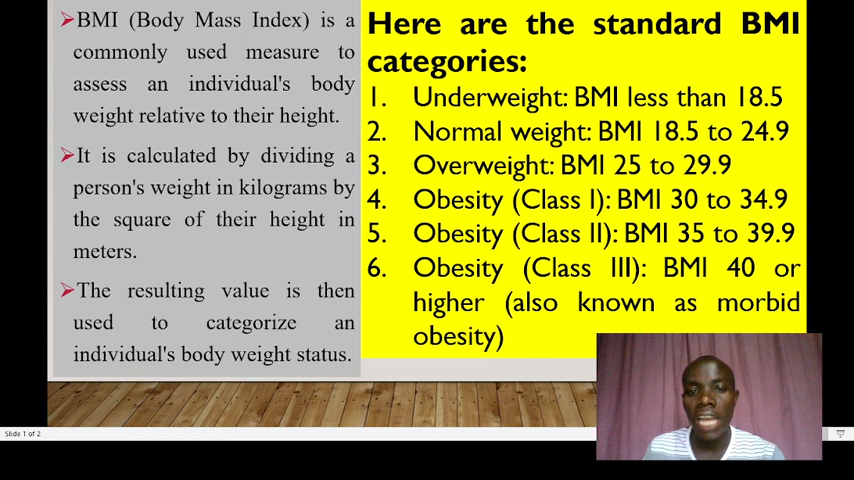 ➢BMI (Body Mass Index) is a
commonly used measure to
assess an individual's body
weight relative to their height.
➢It is calculated by dividing a
person's weight in kilograms by
the square of their height in
meters.
➢The resulting value is then
used to categorize an
individual's body weight status.
Here are the standard BMI
categories:
1. Underweight: BMI less than 18.5
2. Normal weight: BMI 18.5 to 24.9
3. Overweight: BMI 25 to 29.9
4. Obesity (Class I): BMI 30 to 34.9
5. Obesity (Class II): BMI 35 to 39.9
6. Obesity (Class III): BMI 40 or
higher (also known as morbid
obesity)
Slide 1 of 2